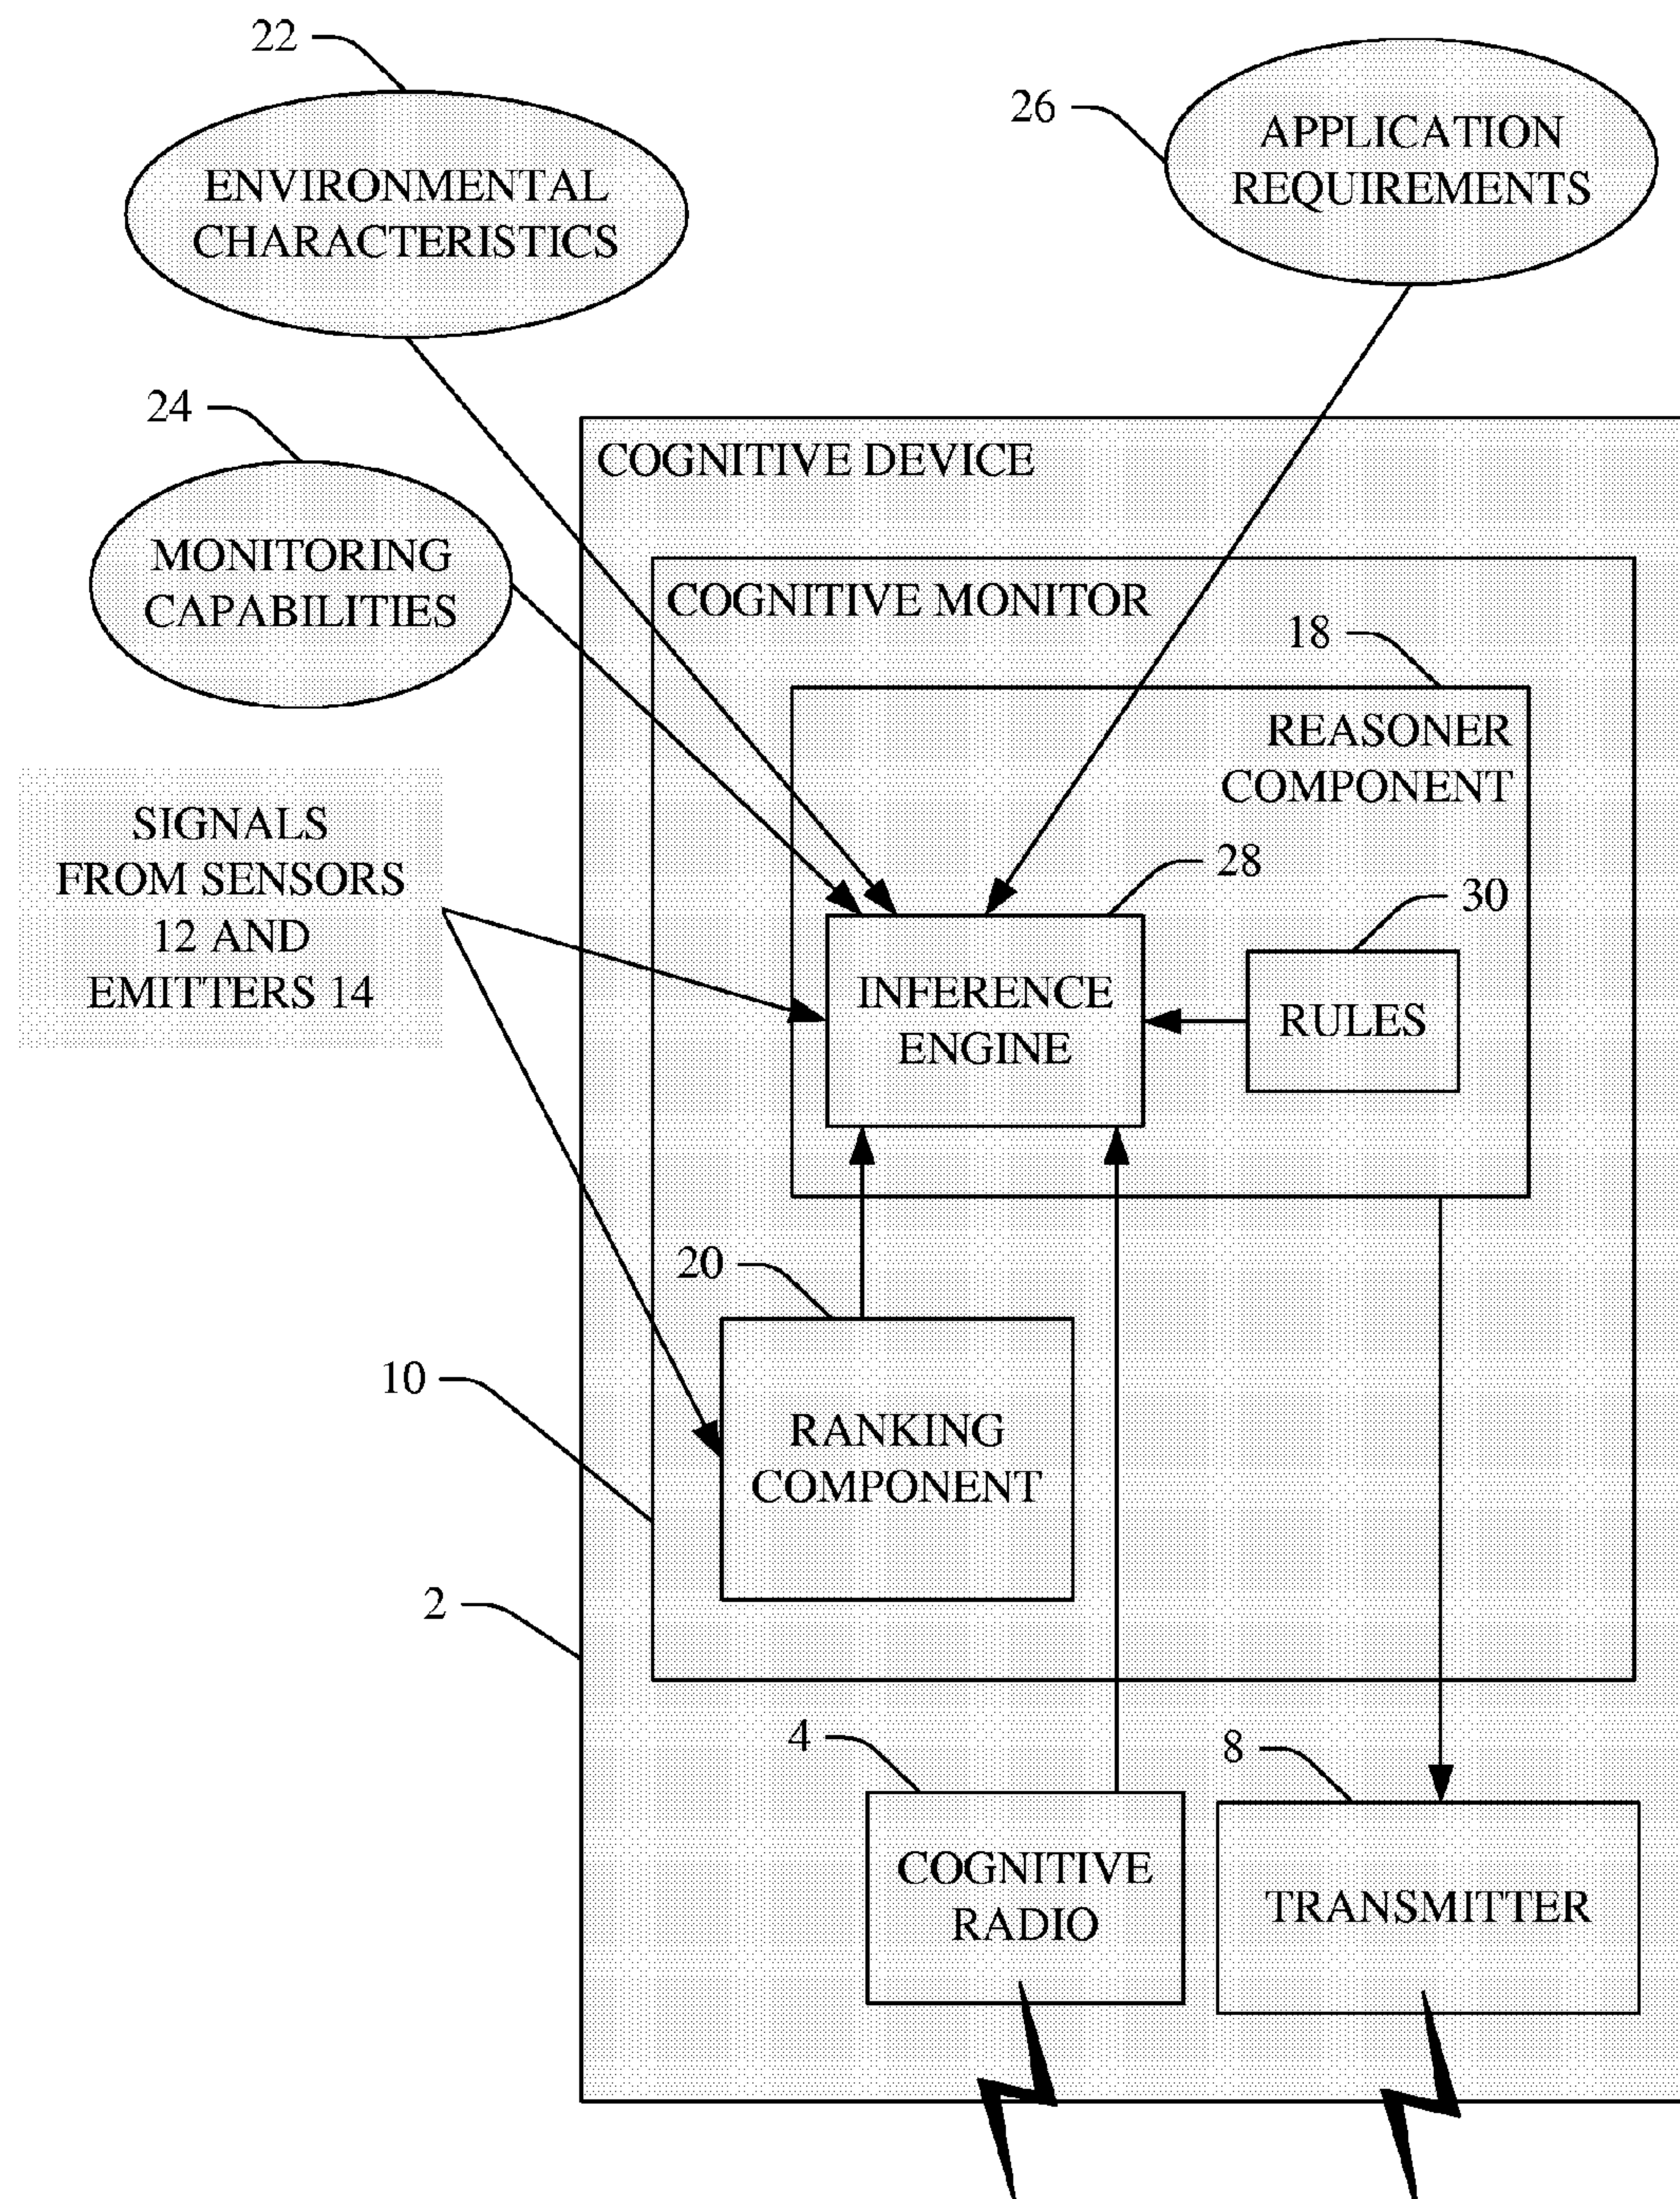 22
26
APPLICATION
REQUIREMENTS
ENVIRONMENTAL
CHARACTERISTICS
24
COGNITIVE DEVICE
MONITORING
CAPABILITIES
COGNITIVE MONITOR
18
REASONER
COMPONENT
SIGNALS
FROM SENSORS
12 AND
EMITTERS 14
28
30
INFERENCE
ENGINE
RULES
20
10
RANKING
COMPONENT
2
4
8
COGNITIVE
RADIO
TRANSMITTER